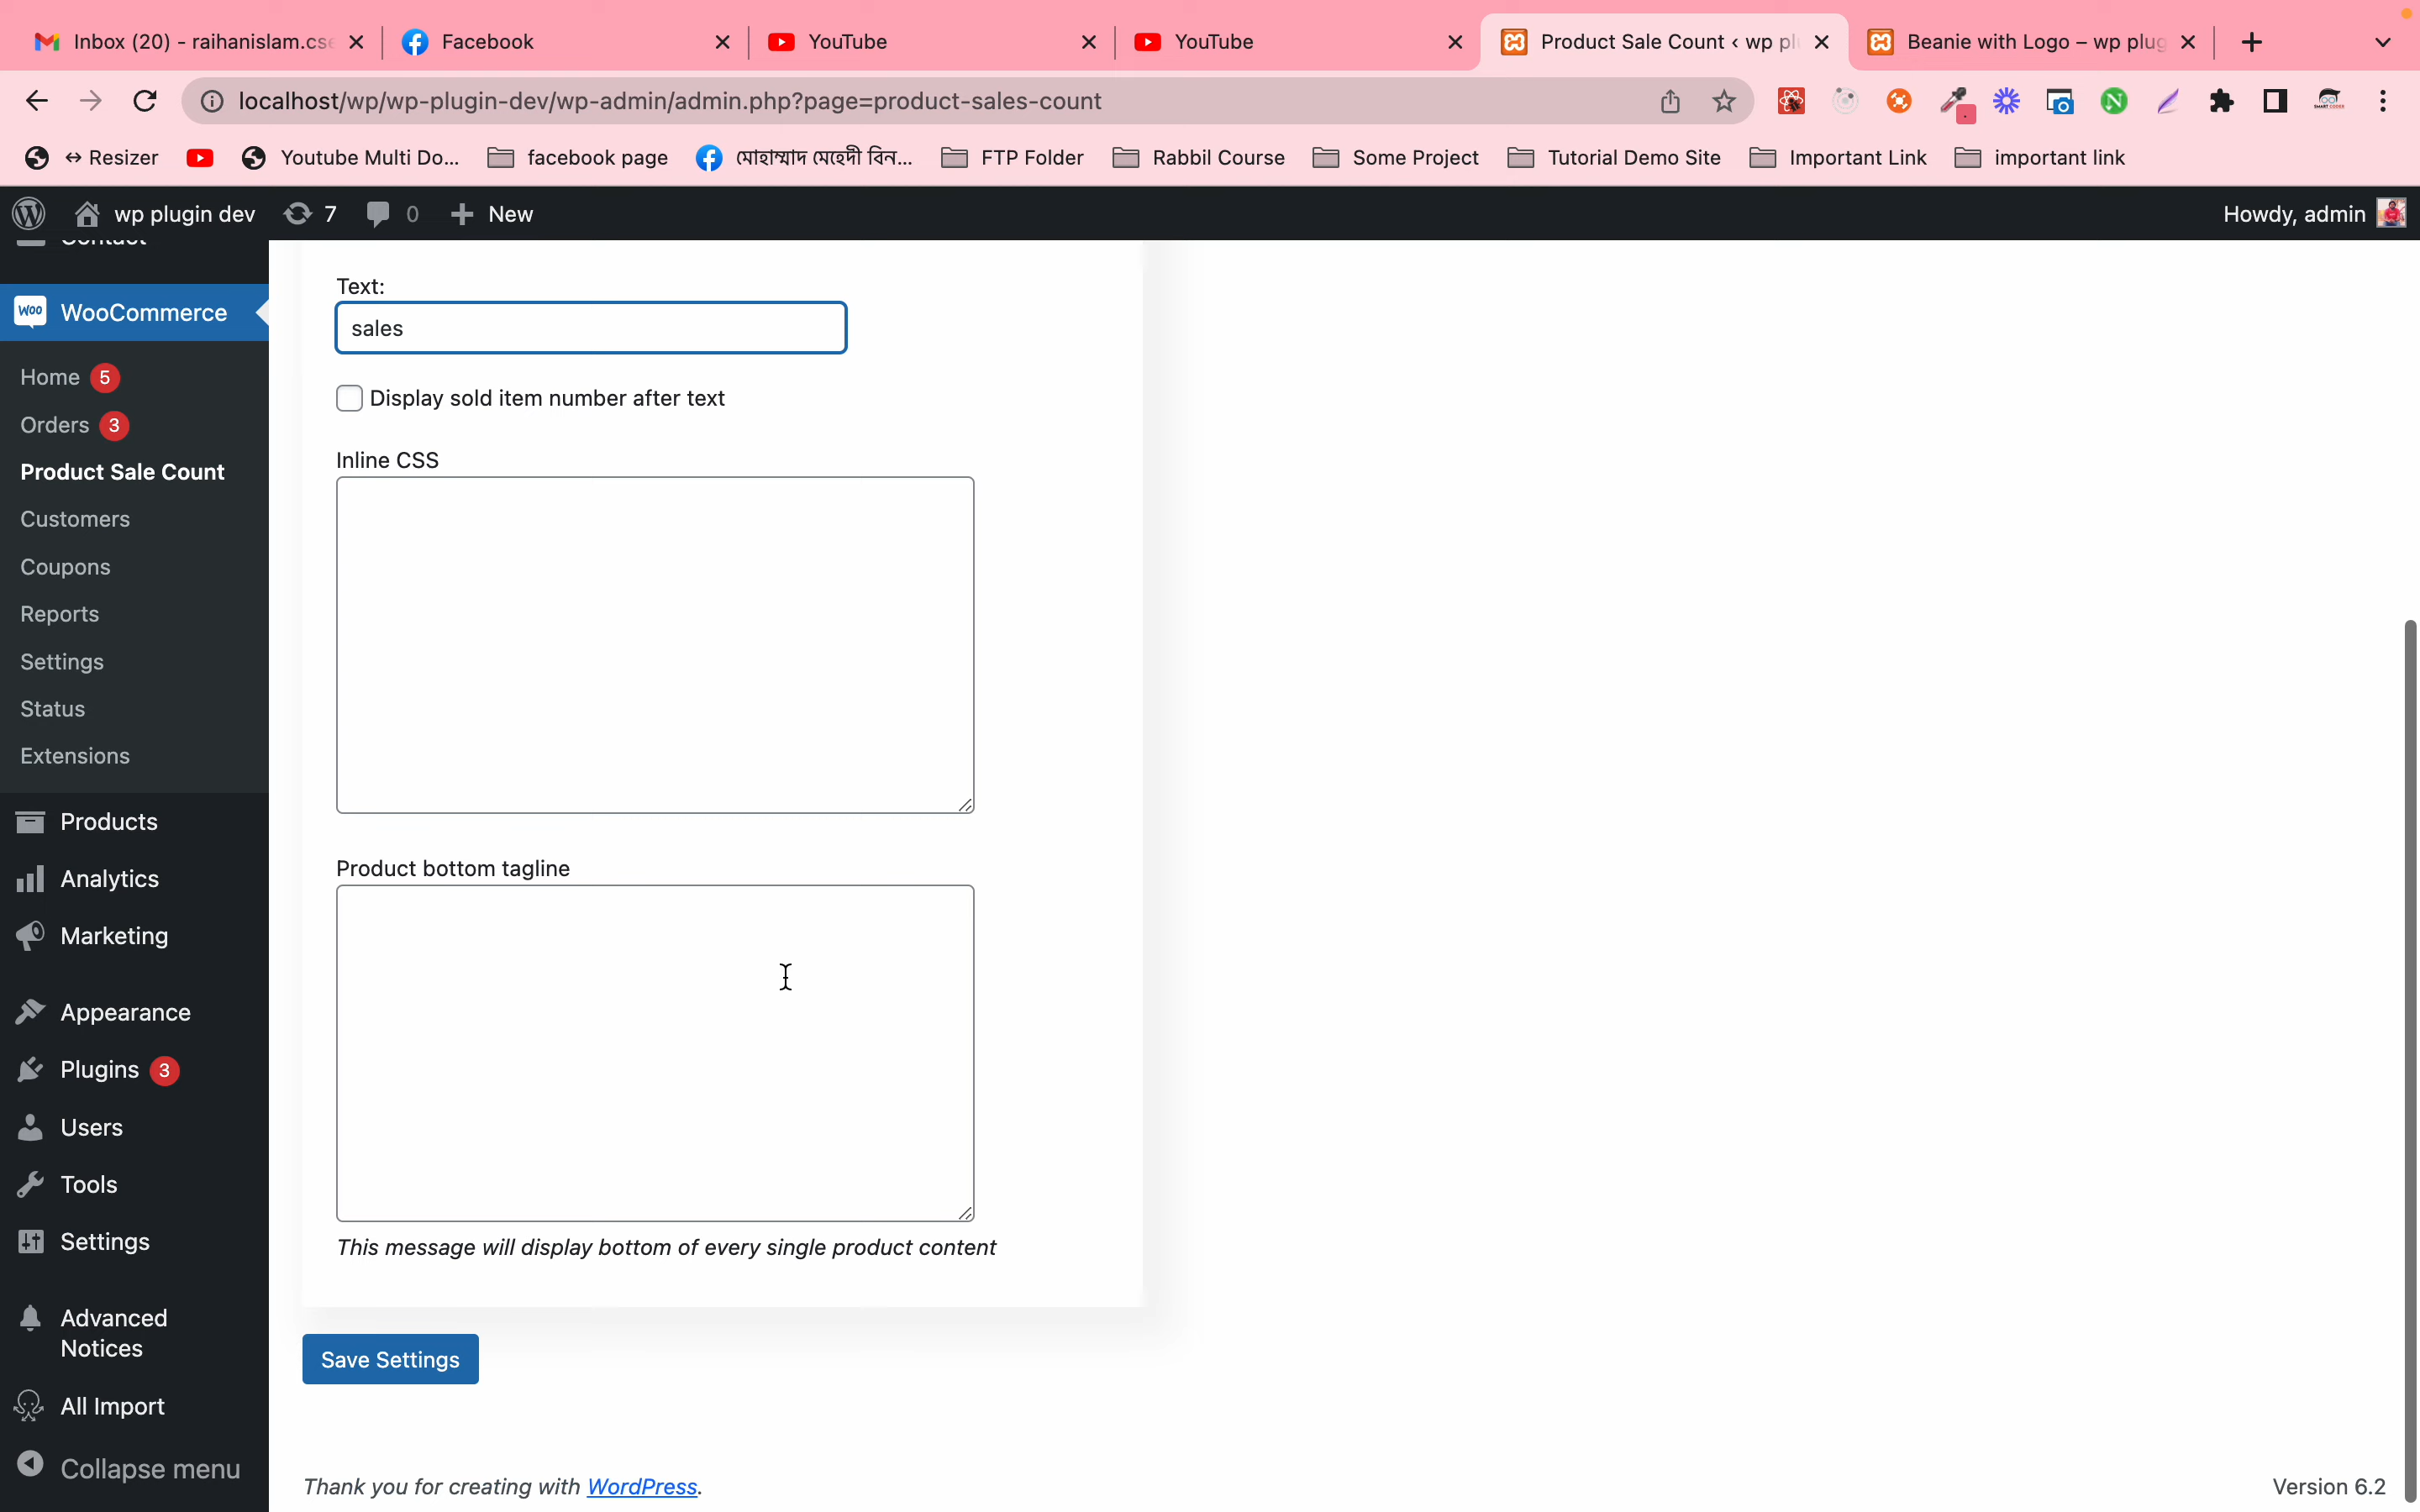 Inbox (20) - raihanislam.cse
Facebook
YouTube
YouTube
Product Sale Count ‹ wp pl
Beanie with Logo – wp plug
localhost/wp/wp-plugin-dev/wp-admin/admin.php?page=product-sales-count
↔ Resizer
Youtube Multi Do...
facebook page
মোহাম্মাদ মেহেদী বিন...
FTP Folder
Rabbil Course
Some Project
Tutorial Demo Site
Important Link
important link
wp plugin dev
7
0
New
Howdy, admin
Contact
WooCommerce
Home 5
Orders 3
Product Sale Count
Customers
Coupons
Reports
Settings
Status
Extensions
Products
Analytics
Marketing
Appearance
Plugins 3
Users
Tools
Settings
Advanced
Notices
All Import
Collapse menu
Text:
sales
Display sold item number after text
Inline CSS
Product bottom tagline
This message will display bottom of every single product content
Save Settings
Thank you for creating with WordPress.
Version 6.2